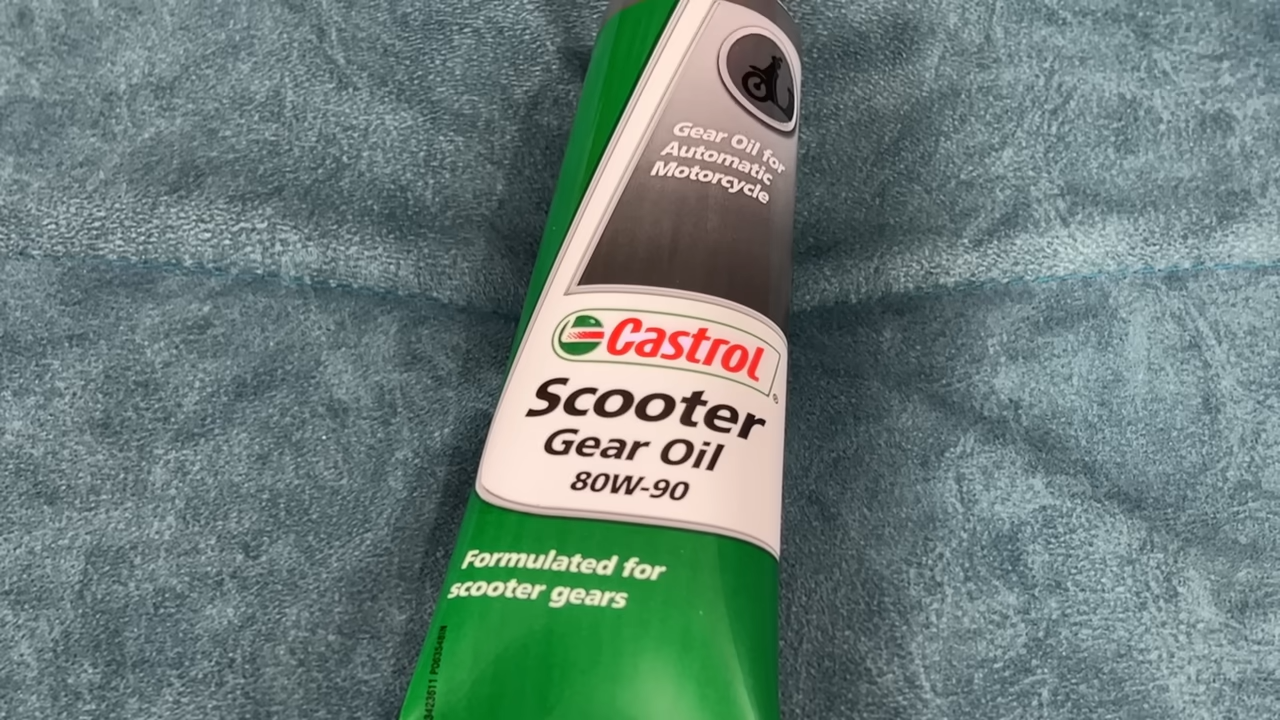 Gear Oil for
Automatic
Motorcycle
Castrol
®
Scooter
Gear Oil
80W-90
Formulated for
scooter gears